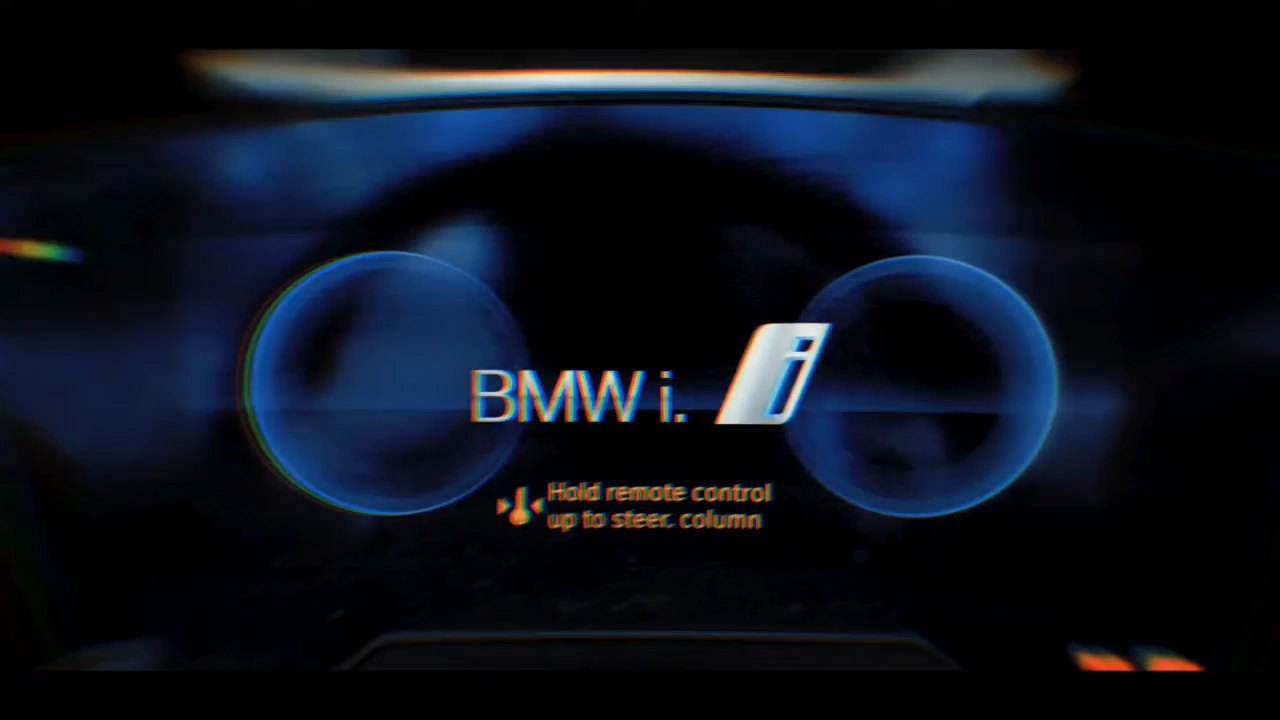 BMW i.
i
Hold remote control
up to steer. column